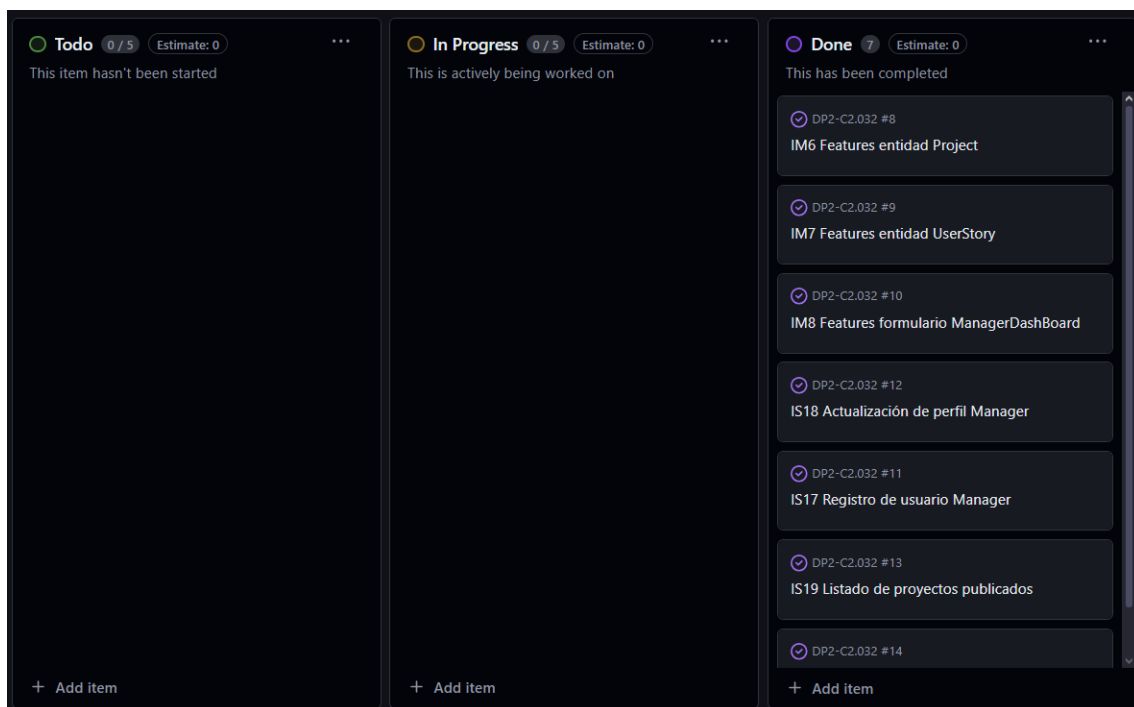 Todo 0 / 5 Estimate: 0
This item hasn't been started
+ Add item
In Progress 0 / 5 Estimate: 0
This is actively being worked on
+ Add item
Done 7 Estimate: 0
This has been completed
DP2-C2.032 #8
IM6 Features entidad Project
DP2-C2.032 #9
IM7 Features entidad UserStory
DP2-C2.032 #10
IM8 Features formulario ManagerDashBoard
DP2-C2.032 #12
IS18 Actualización de perfil Manager
DP2-C2.032 #11
IS17 Registro de usuario Manager
DP2-C2.032 #13
IS19 Listado de proyectos publicados
DP2-C2.032 #14
+ Add item